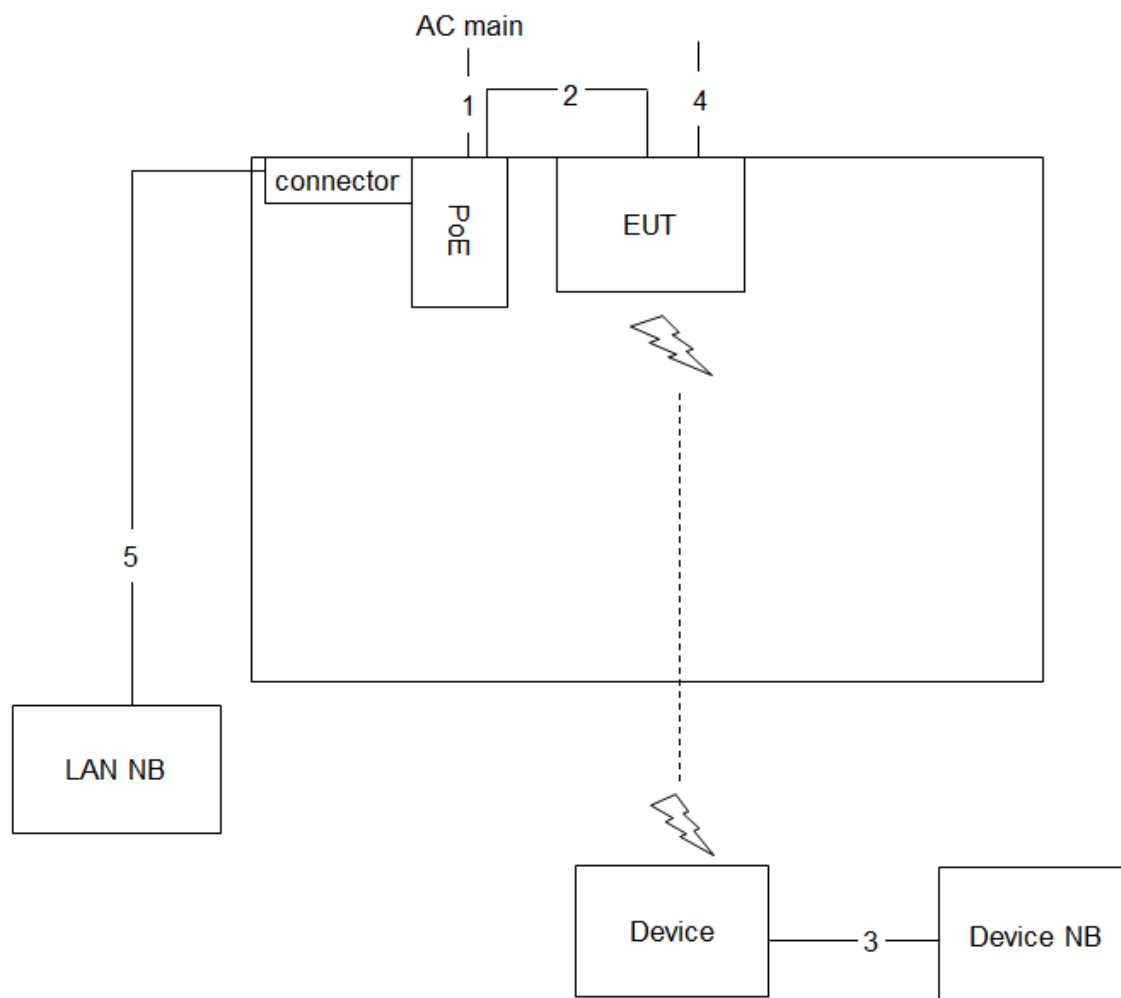 AC main
1
2
4
connector
PoE
EUT
5
LAN NB
Device
3
Device NB